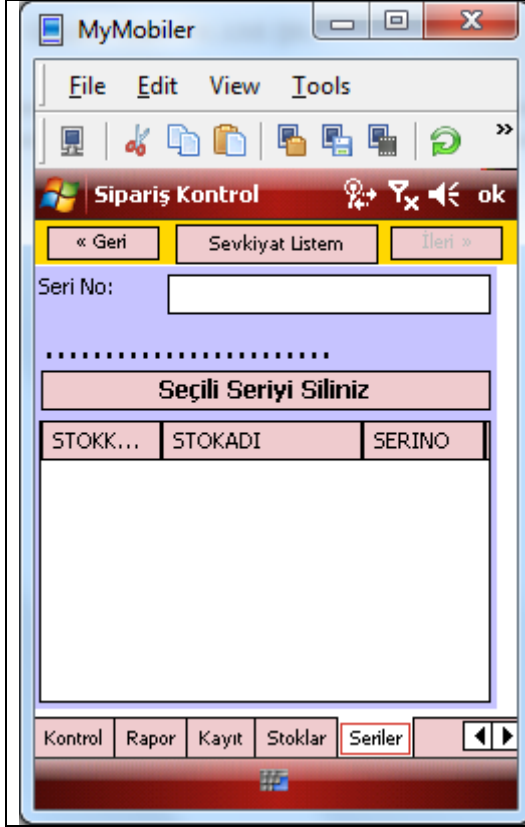 MyMobiler
File Edit View Tools
»
Sipariş Kontrol ok
« Geri Sevkiyat Listem İleri »
Seri No:
........................
Seçili Seriyi Siliniz
STOKK... STOKADI SERINO
Kontrol Rapor Kayıt Stoklar Seriler